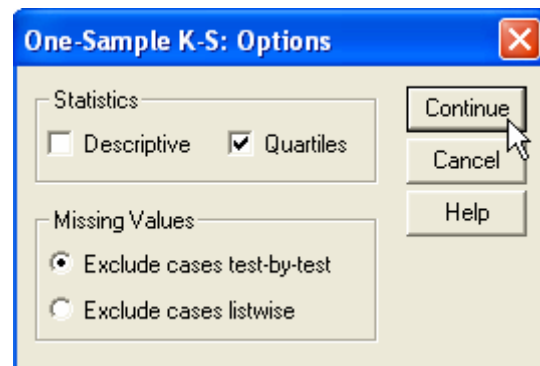 One-Sample K-S: Options
Statistics
Descriptive Quartiles
Missing Values
Exclude cases test-by-test
Exclude cases listwise
Continue
Cancel
Help